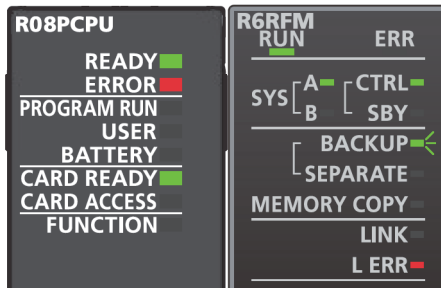 R08PCPU
READY
ERROR
PROGRAM RUN
USER
BATTERY
CARD READY
CARD ACCESS
FUNCTION
R6RFM
RUN ERR
SYS A CTRL
B SBY
BACKUP
SEPARATE
MEMORY COPY
LINK
L ERR